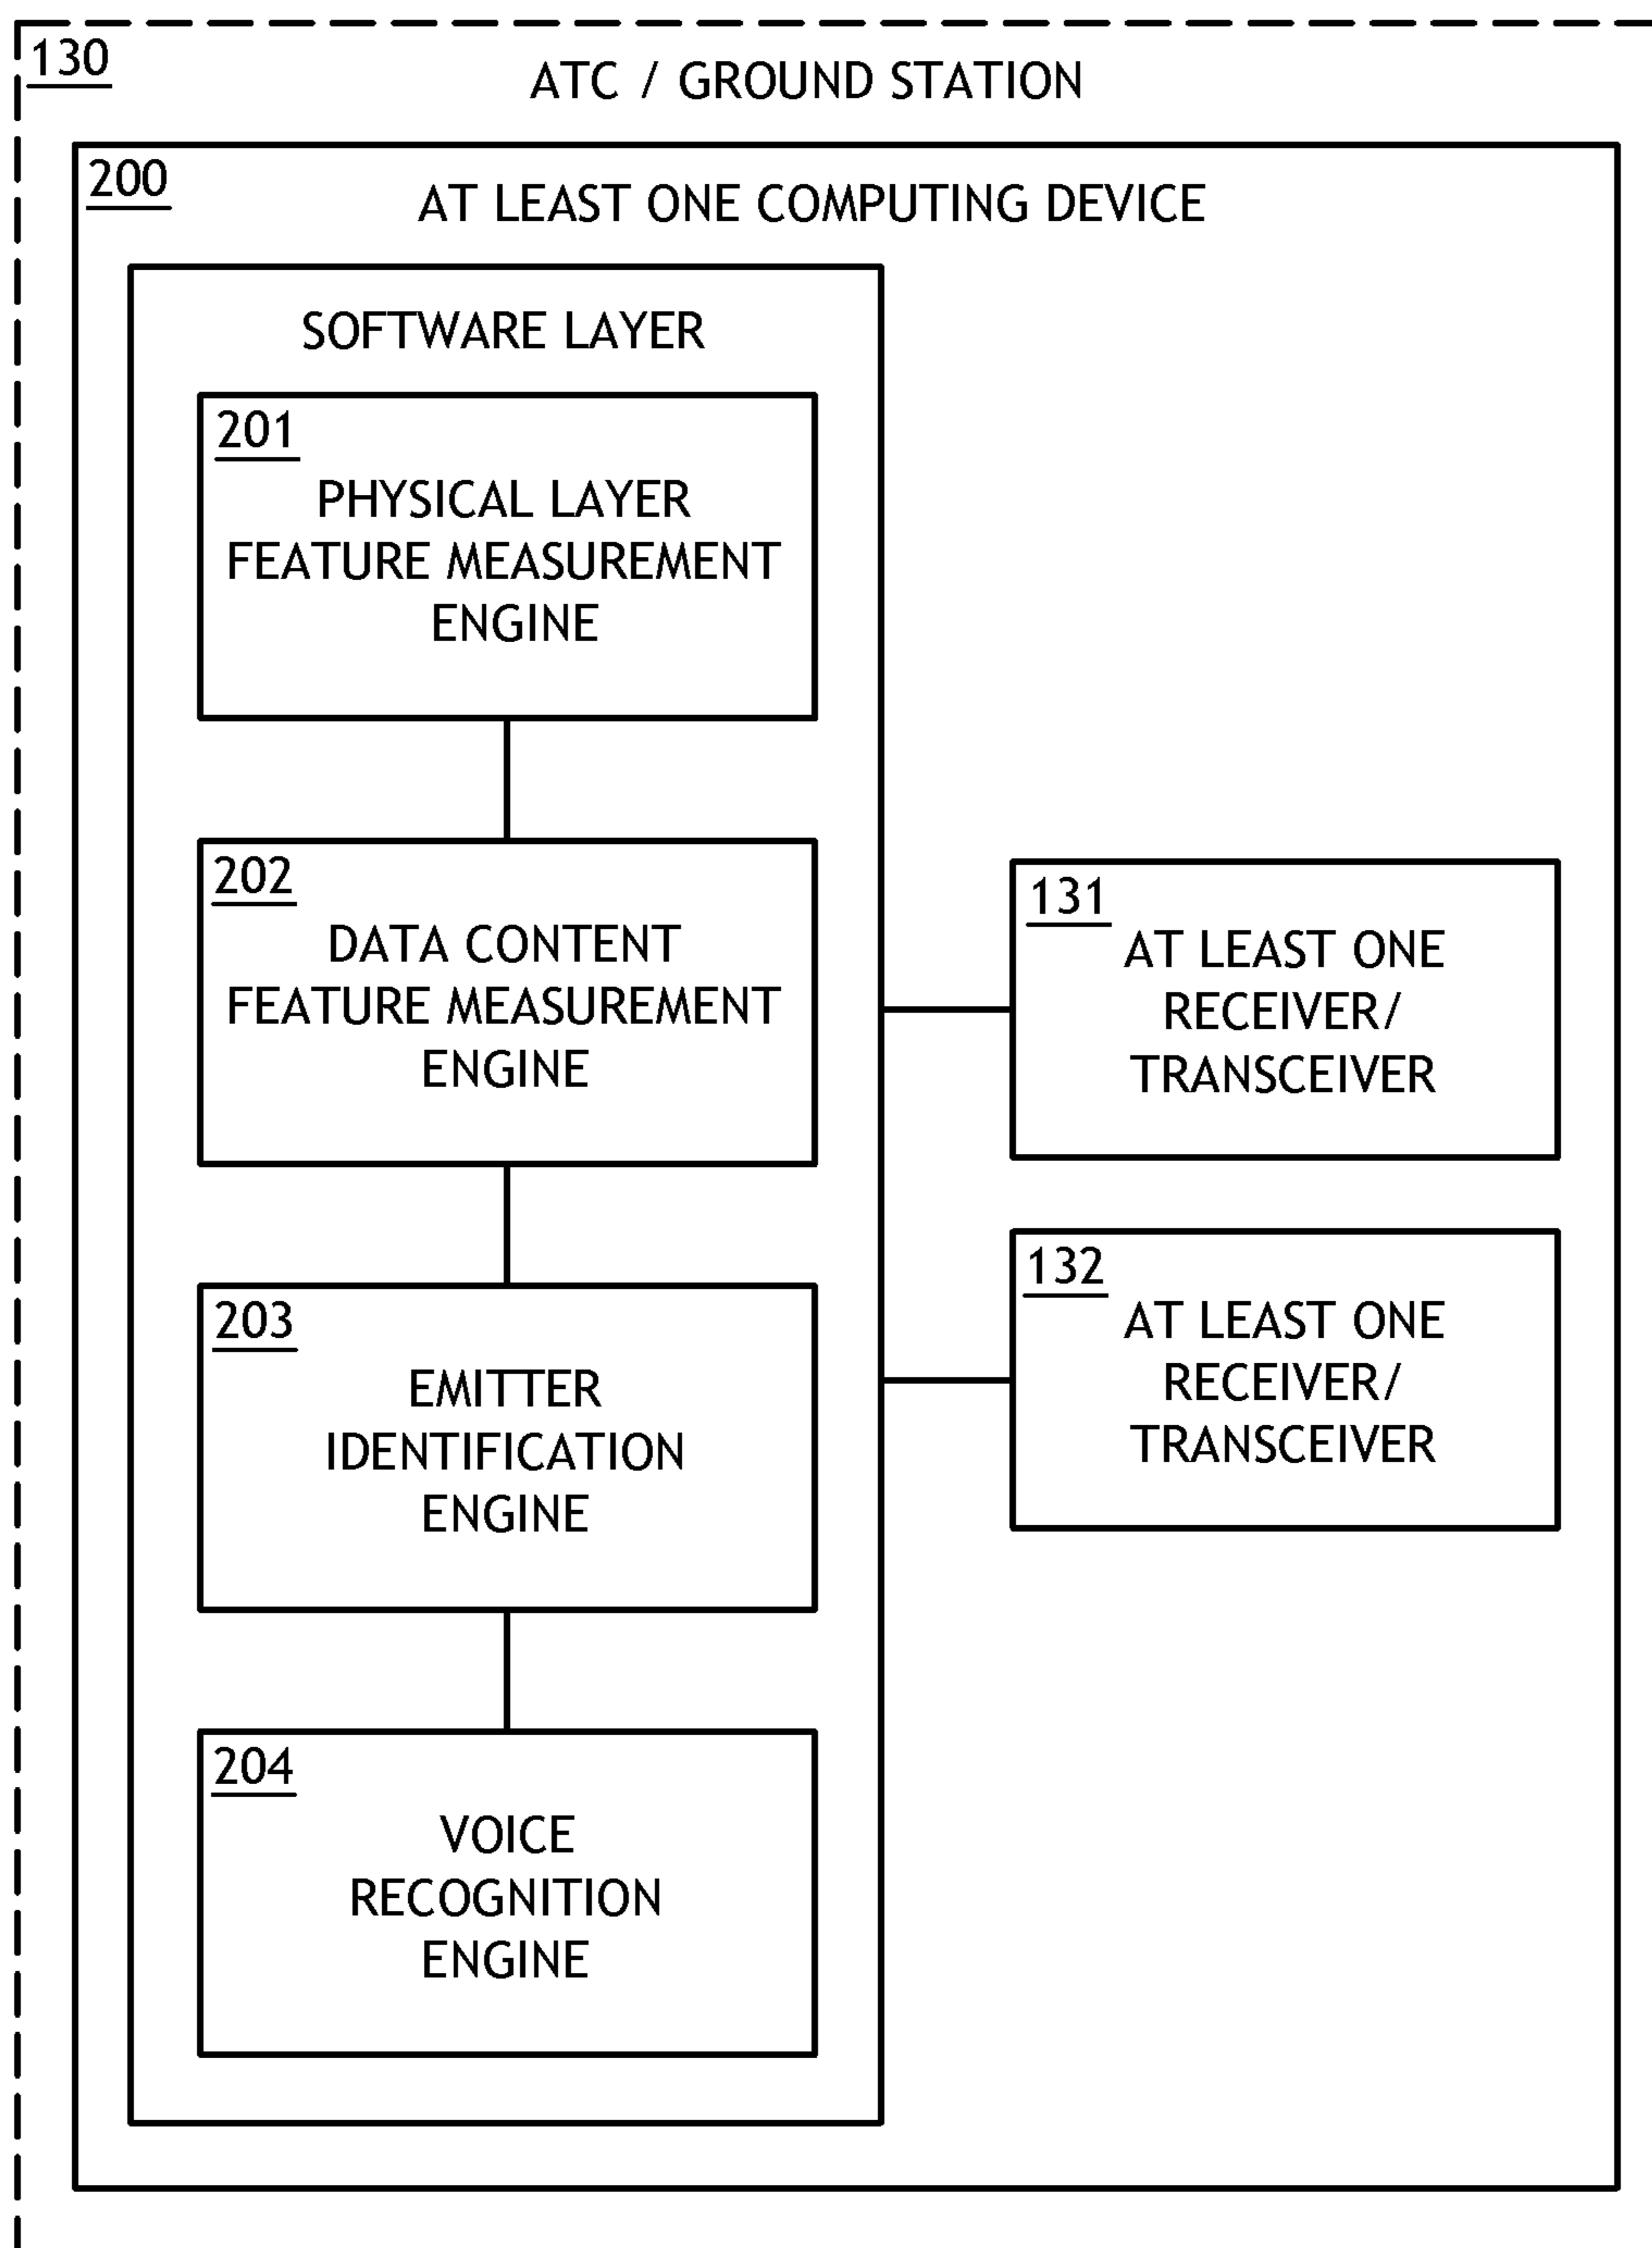 130
ATC / GROUND STATION
200
AT LEAST ONE COMPUTING DEVICE
SOFTWARE LAYER
201
PHYSICAL LAYER
FEATURE MEASUREMENT
ENGINE
202
DATA CONTENT
FEATURE MEASUREMENT
ENGINE
131
AT LEAST ONE
RECEIVER/
TRANSCEIVER
132
AT LEAST ONE
RECEIVER/
TRANSCEIVER
203
EMITTER
IDENTIFICATION
ENGINE
204
VOICE
RECOGNITION
ENGINE